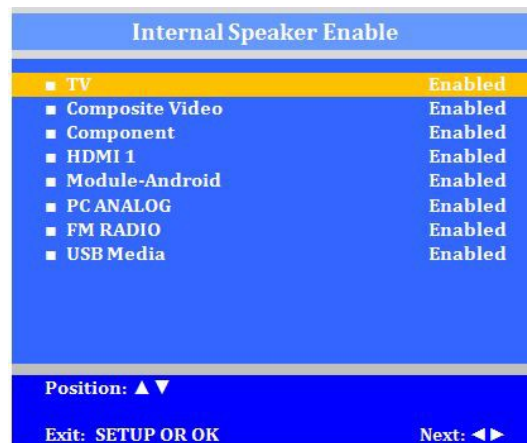 Internal Speaker Enable
■ TV Enabled
■ Composite Video Enabled
■ Component Enabled
■ HDMI 1 Enabled
■ Module-Android Enabled
■ PC ANALOG Enabled
■ FM RADIO Enabled
■ USB Media Enabled
Position: ▲ ▼
Exit: SETUP OR OK Next: ◀ ▶